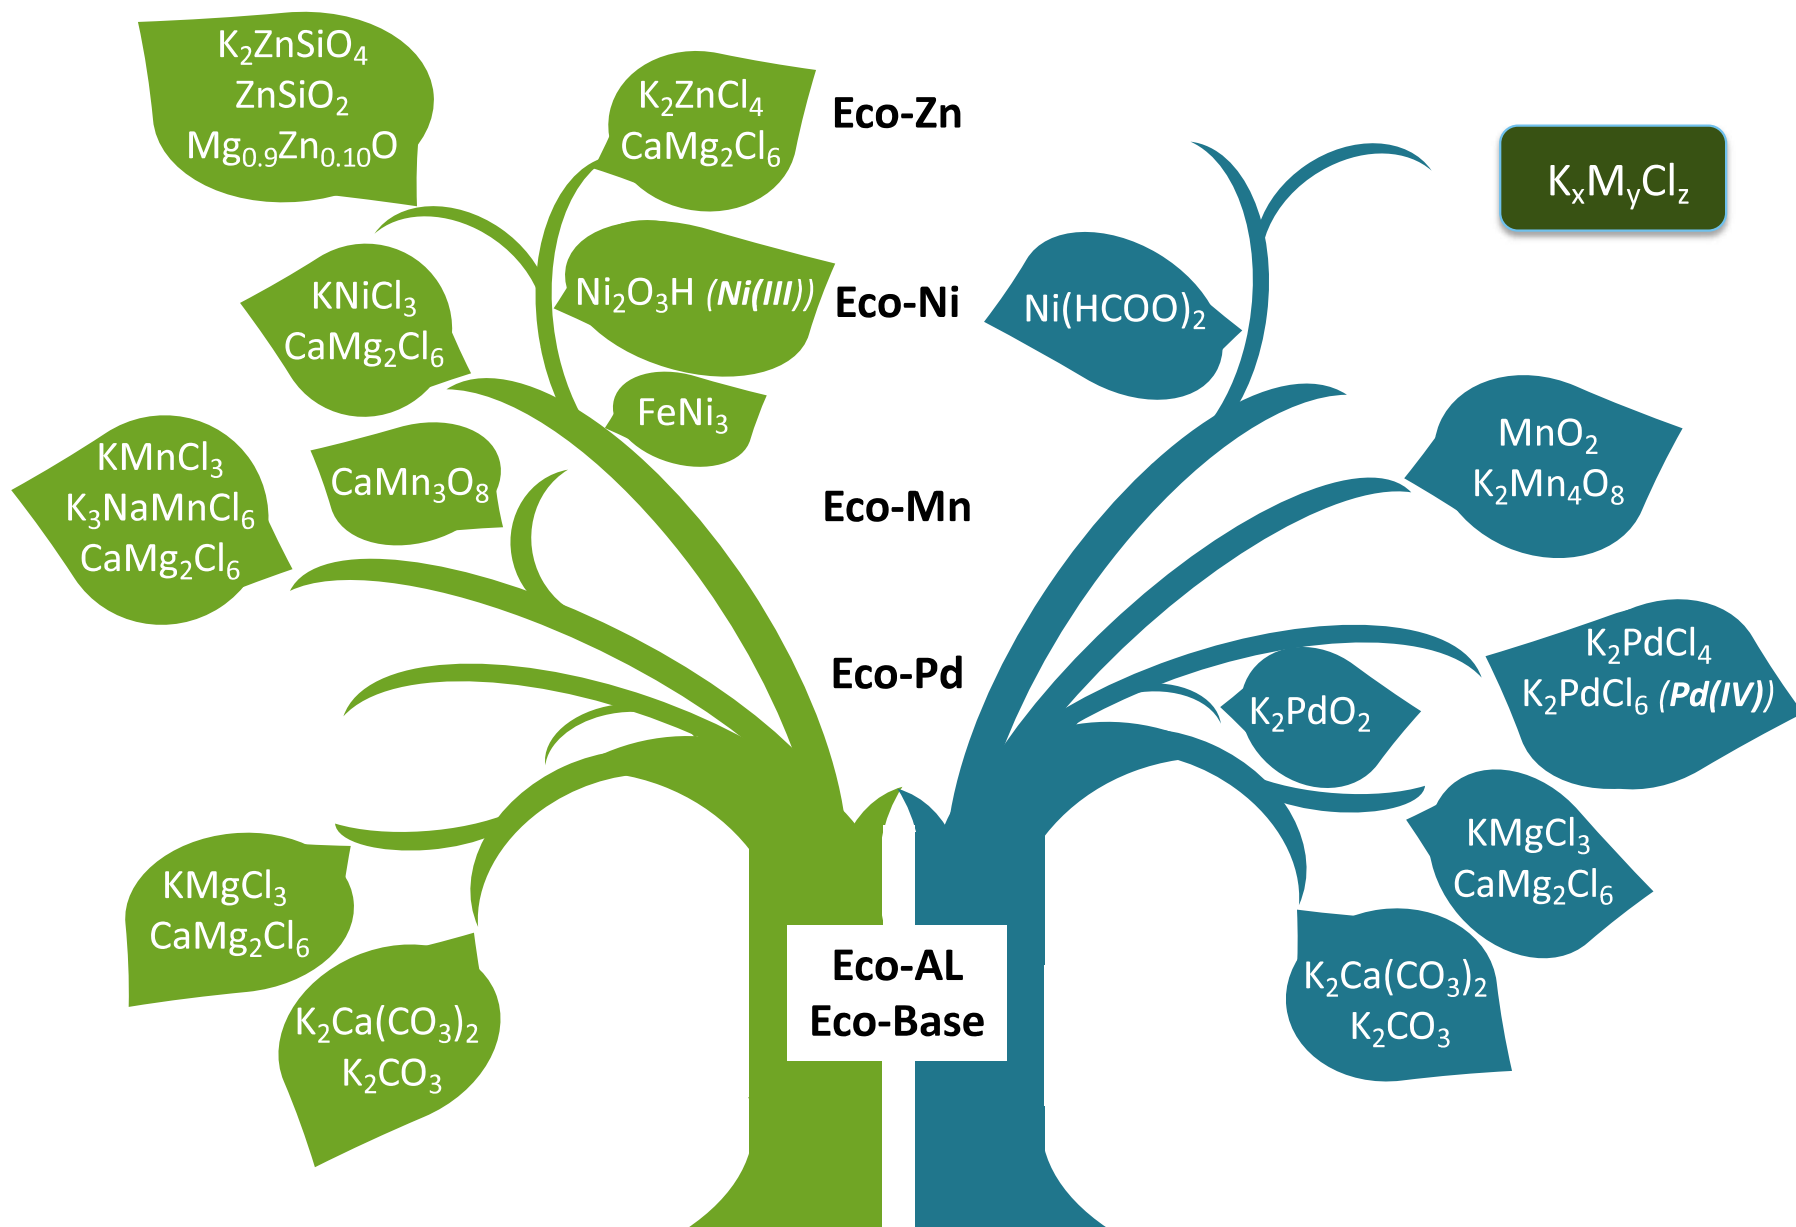 K₂ZnSiO₄
ZnSiO₂
Mg₀.₉Zn₀.₁₀O
K₂ZnCl₄
CaMg₂Cl₆
Eco-Zn
KₓMᵧCl_z
KNiCl₃
CaMg₂Cl₆
Ni₂O₃H (Ni(III))
Eco-Ni
Ni(HCOO)₂
FeNi₃
KMnCl₃
K₃NaMnCl₆
CaMg₂Cl₆
CaMn₃O₈
Eco-Mn
MnO₂
K₂Mn₄O₈
Eco-Pd
K₂PdO₂
K₂PdCl₄
K₂PdCl₆ (Pd(IV))
KMgCl₃
CaMg₂Cl₆
KMgCl₃
CaMg₂Cl₆
K₂Ca(CO₃)₂
K₂CO₃
Eco-AL
Eco-Base
K₂Ca(CO₃)₂
K₂CO₃